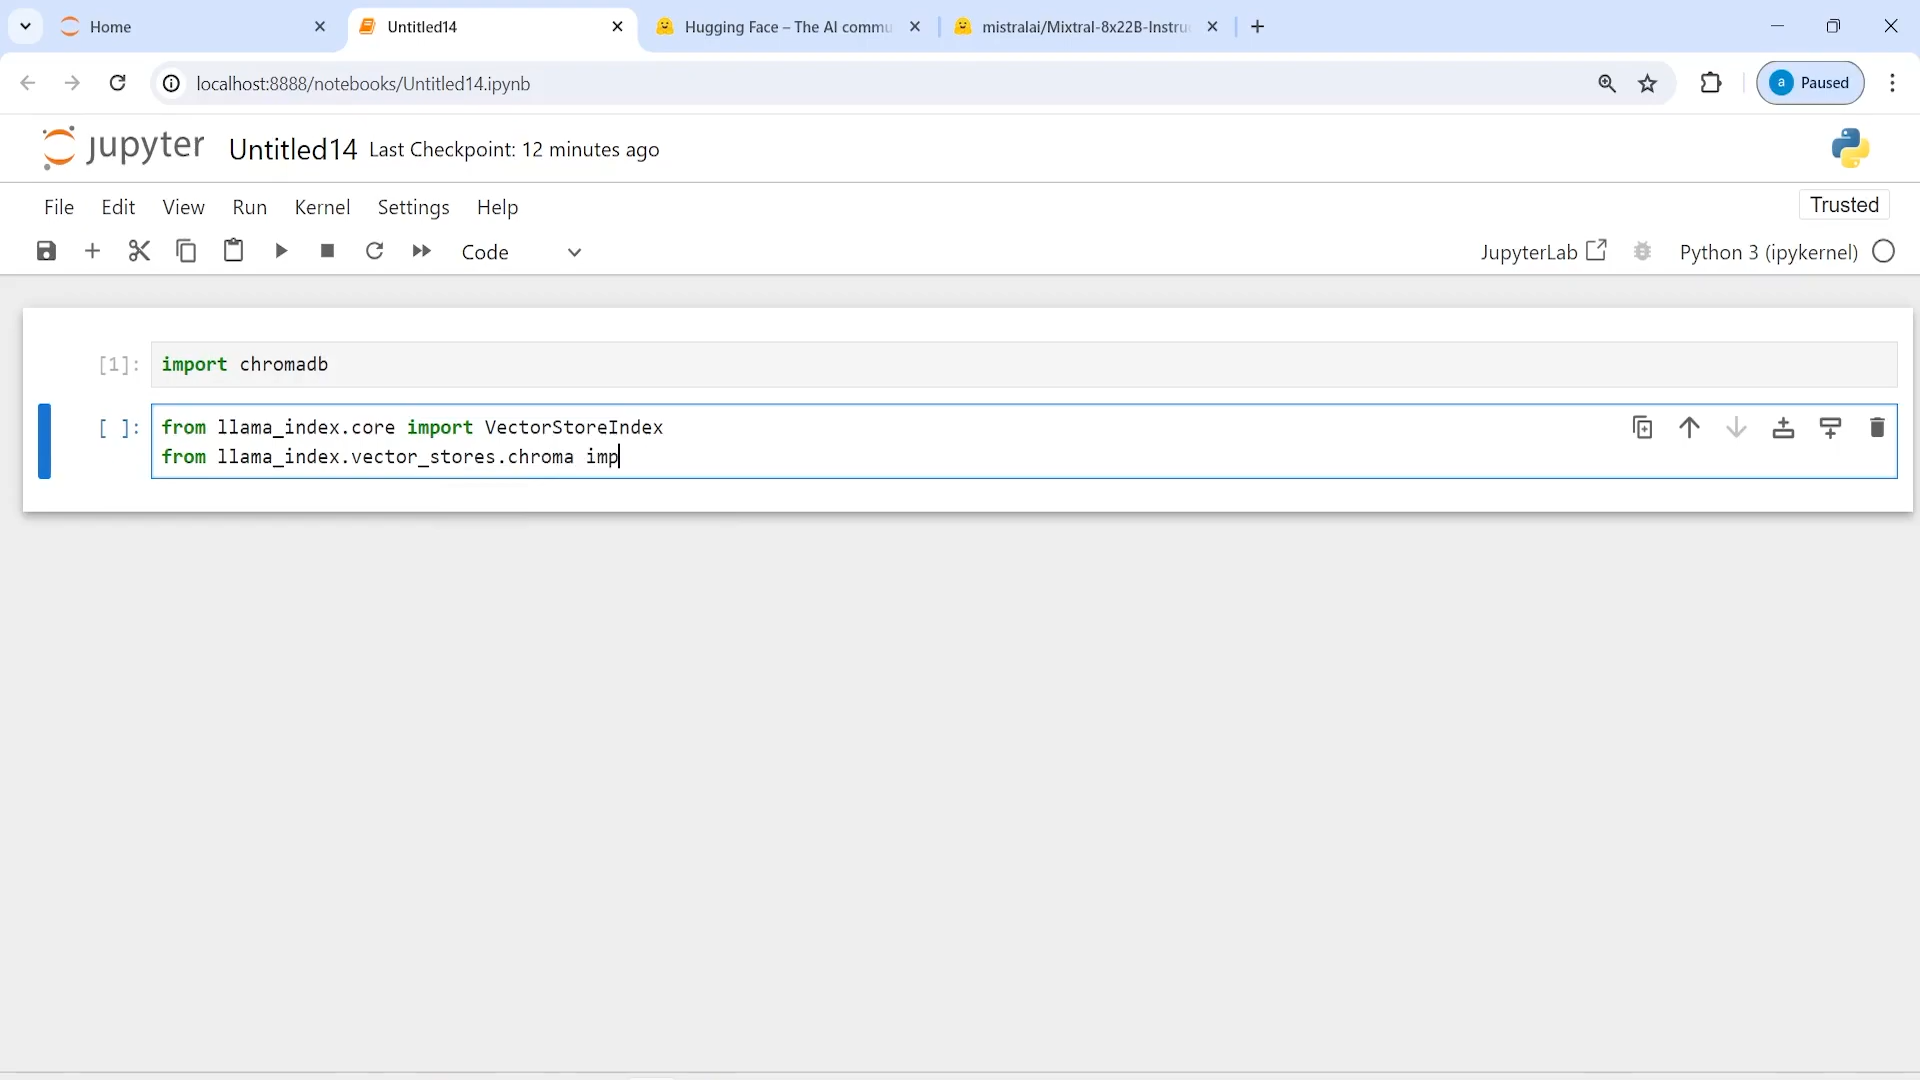 Home
Untitled14
Hugging Face – The AI commu
mistralai/Mixtral-8x22B-Instru
localhost:8888/notebooks/Untitled14.ipynb
a Paused
jupyter Untitled14 Last Checkpoint: 12 minutes ago
File Edit View Run Kernel Settings Help
Trusted
Code
JupyterLab
Python 3 (ipykernel)
[1]: import chromadb
[ ]: from llama_index.core import VectorStoreIndex
from llama_index.vector_stores.chroma imp